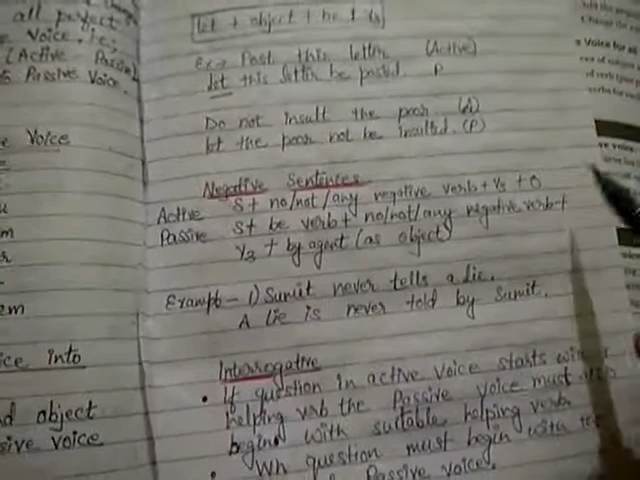 all perfect
voice, i.e,
(Active Passive)
Passive Voice.
Voice
em
ice into
object
sive voice
Let + object + be +
Ex → Post this letter (Active)
let this letter be posted. P
Do not insult the poor. (A)
let the poor not be insulted. (P)
Negative Sentences
Active S+ no/not/any negative verb + V3 + O
Passive S+ be verb + no/not/any negative verb +
V3 + by agent (as object)
Example - 1) Sumit never tells a lie.
A lie is never told by Sumit.
Interrogative
• If question in active voice starts with
helping verb the Passive voice must
begin with suitable helping verb
• Wh question must begin with
Passive voice.
Voice for